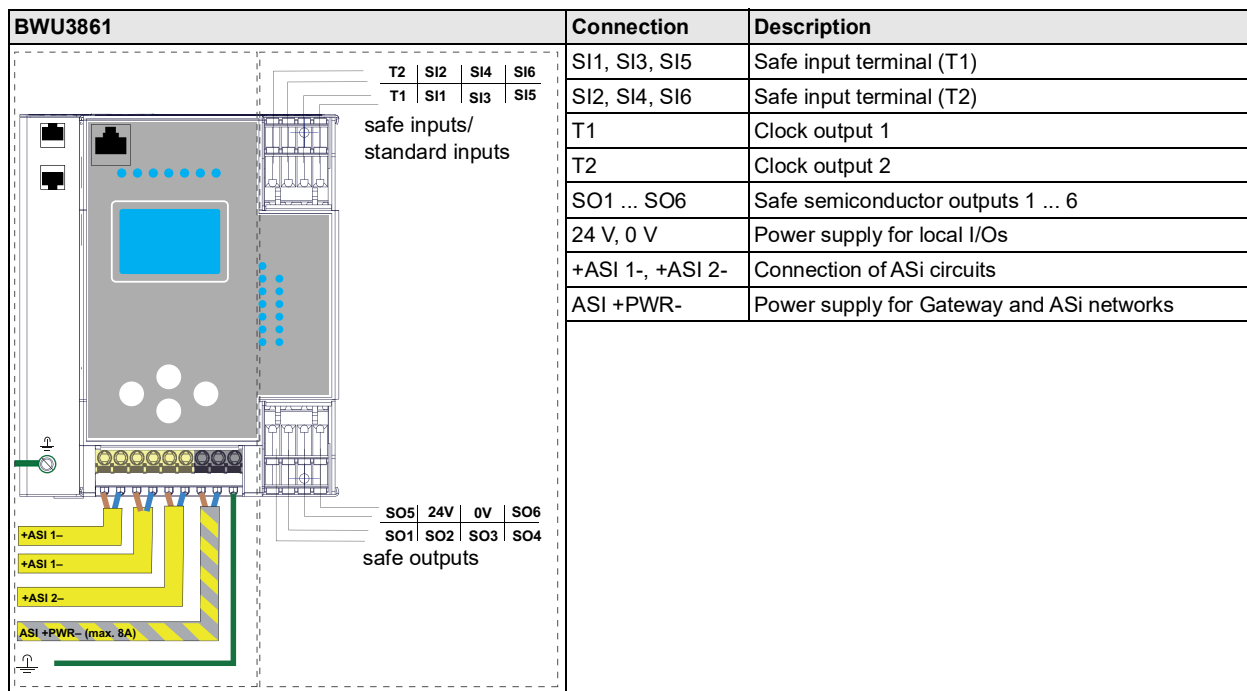 BWU3861
Connection Description
T2 SI2 SI4 SI6
T1 SI1 SI3 SI5
safe inputs/
standard inputs
SO5 24V 0V SO6
SO1 SO2 SO3 SO4
safe outputs
+ASI 1–
+ASI 1–
+ASI 2–
ASI +PWR– (max. 8A)
SI1, SI3, SI5 Safe input terminal (T1)
SI2, SI4, SI6 Safe input terminal (T2)
T1 Clock output 1
T2 Clock output 2
SO1 ... SO6 Safe semiconductor outputs 1 ... 6
24 V, 0 V Power supply for local I/Os
+ASI 1-, +ASI 2- Connection of ASi circuits
ASI +PWR- Power supply for Gateway and ASi networks